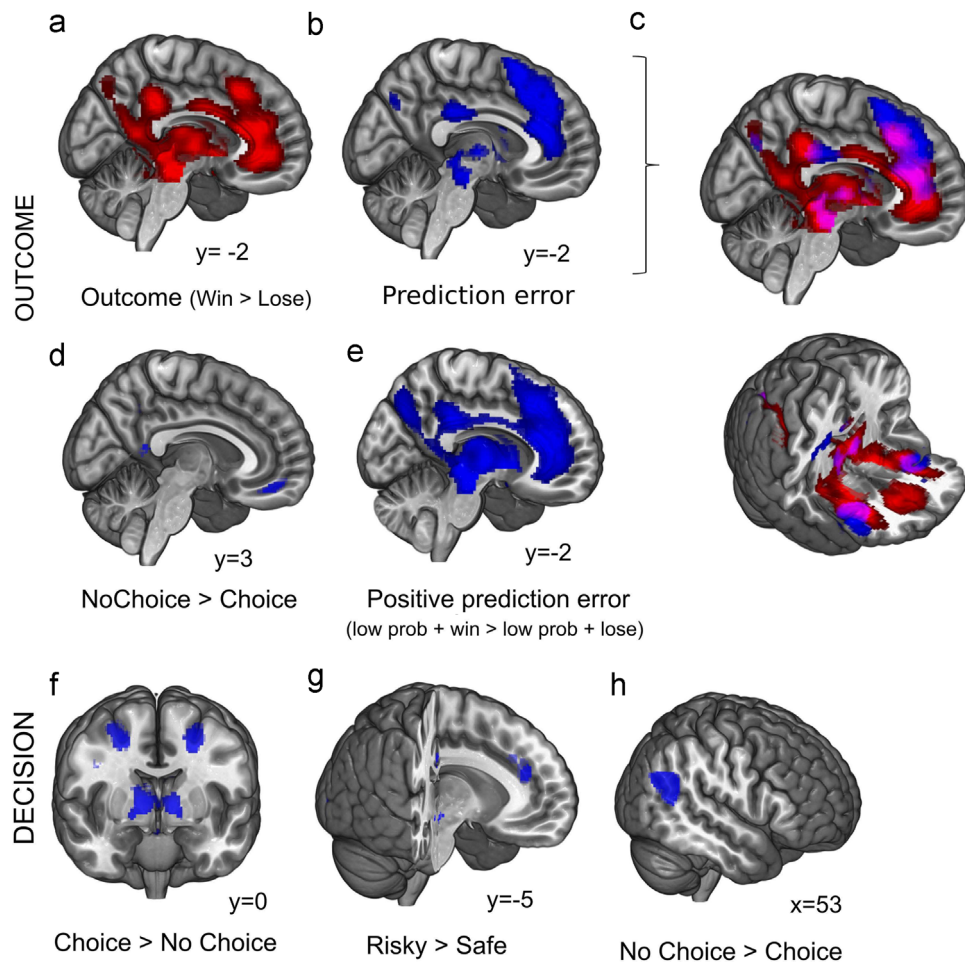 a
b
c
OUTCOME
y= -2
y=-2
Outcome (Win > Lose)
Prediction error
d
e
y=3
y=-2
NoChoice > Choice
Positive prediction error
(low prob + win > low prob + lose)
f
g
h
DECISION
y=0
y=-5
x=53
Choice > No Choice
Risky > Safe
No Choice > Choice